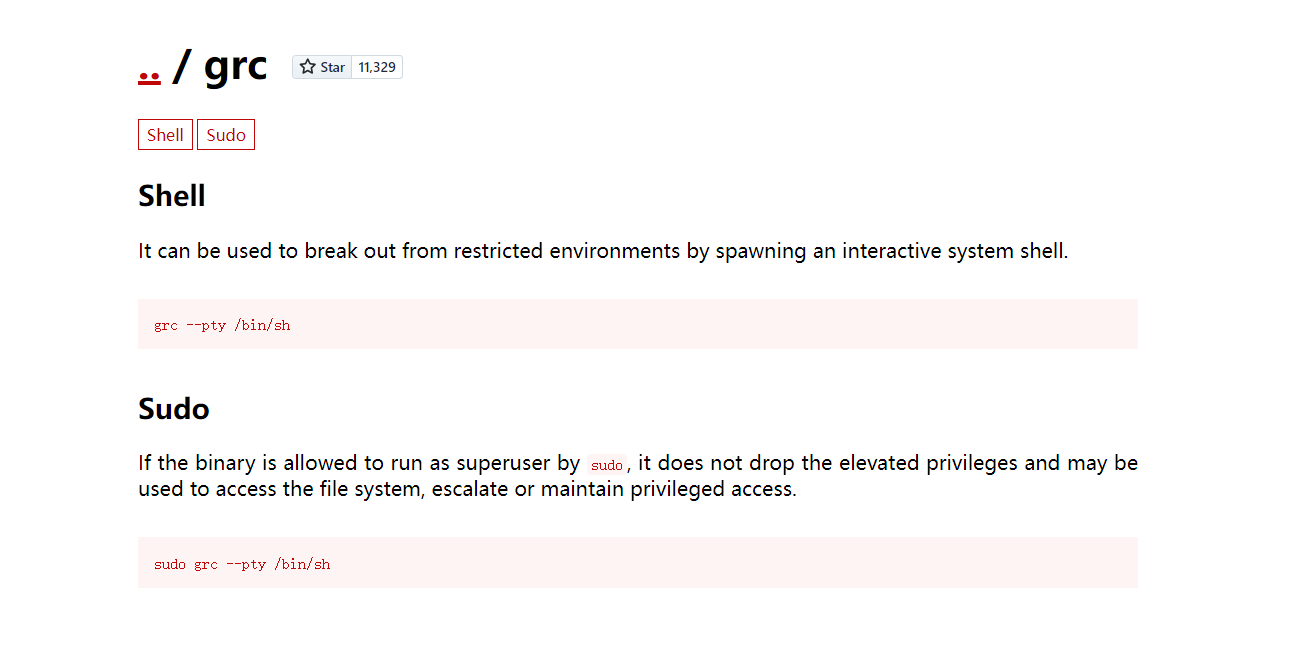 .. / grc Star 11,329
Shell Sudo
Shell
It can be used to break out from restricted environments by spawning an interactive system shell.
grc --pty /bin/sh
Sudo
If the binary is allowed to run as superuser by sudo, it does not drop the elevated privileges and may be
used to access the file system, escalate or maintain privileged access.
sudo grc --pty /bin/sh